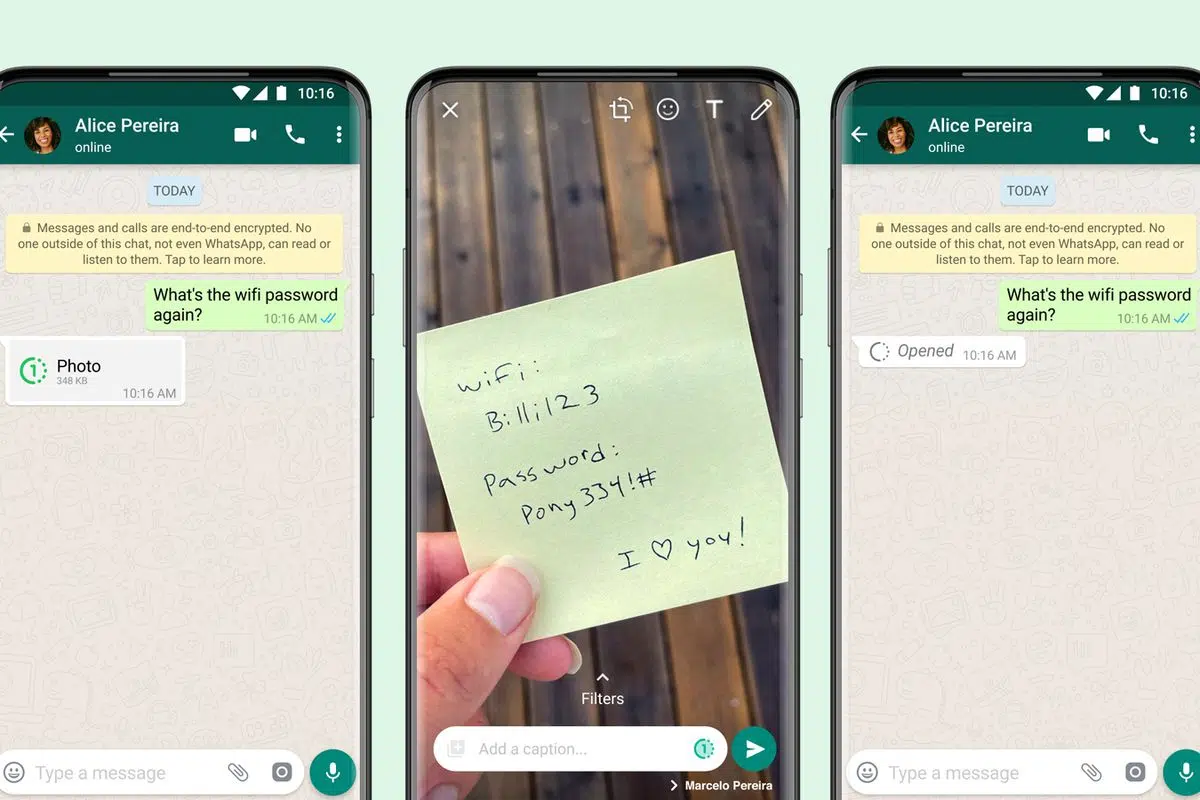 10:16
Alice Pereira
online
TODAY
Messages and calls are end-to-end encrypted. No
one outside of this chat, not even WhatsApp, can read or
listen to them. Tap to learn more.
What's the wifi password
again?
10:16 AM
1
Photo
348 KB
10:16 AM
Type a message
T
wiFi:
Billi123
Password:
Pony334!#
I ♡ you!
Filters
Add a caption...
1
Marcelo Pereira
10:16
Alice Pereira
online
TODAY
Messages and calls are end-to-end encrypted. No
one outside of this chat, not even WhatsApp, can read or
listen to them. Tap to learn more.
What's the wifi password
again?
10:16 AM
Opened 10:16 AM
Type a message